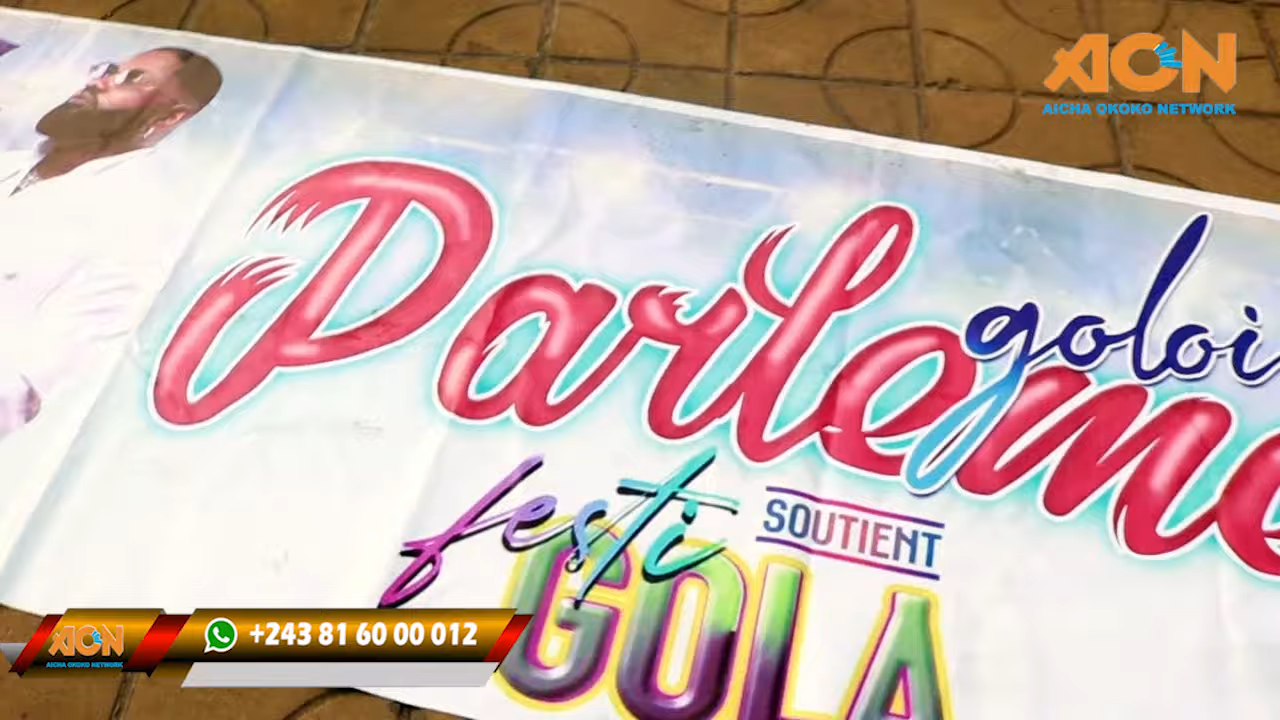 AICN
AICHA OKOKO NETWORK
goloi
Parleme
festi
SOUTIENT
GOLA
AICN
AICHA OKOKO NETWORK
+243 81 60 00 012